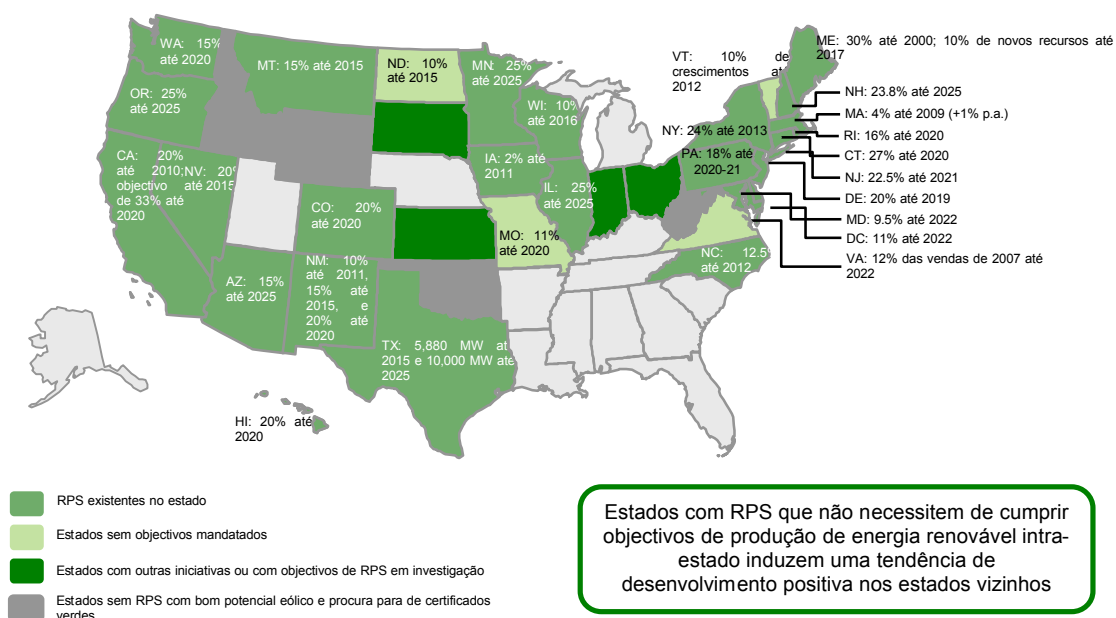 WA: 15%
até 2020
OR: 25%
até 2025
CA: 20%
até 2010;
objectivo
de 33% até
2020
NV: 20%
até 2015
MT: 15% até 2015
ND: 10%
até 2015
MN: 25%
até 2025
WI: 10%
até 2016
IA: 2% até
2011
IL: 25%
até 2025
MO: 11%
até 2020
CO: 20%
até 2020
AZ: 15%
até 2025
NM: 10%
até 2011,
15% até
2015, e
20% até
2020
TX: 5,880 MW até
2015 e 10,000 MW até
2025
HI: 20% até
2020
VT: 10% de
crescimentos até
2012
NY: 24% até 2013
PA: 18% até
2020-21
NC: 12.5%
até 2012
ME: 30% até 2000; 10% de novos recursos até
2017
NH: 23.8% até 2025
MA: 4% até 2009 (+1% p.a.)
RI: 16% até 2020
CT: 27% até 2020
NJ: 22.5% até 2021
DE: 20% até 2019
MD: 9.5% até 2022
DC: 11% até 2022
VA: 12% das vendas de 2007 até
2022
RPS existentes no estado
Estados sem objectivos mandatados
Estados com outras iniciativas ou com objectivos de RPS em investigação
Estados sem RPS com bom potencial eólico e procura para de certificados
verdes
Estados com RPS que não necessitem de cumprir
objectivos de produção de energia renovável intra-
estado induzem uma tendência de
desenvolvimento positiva nos estados vizinhos